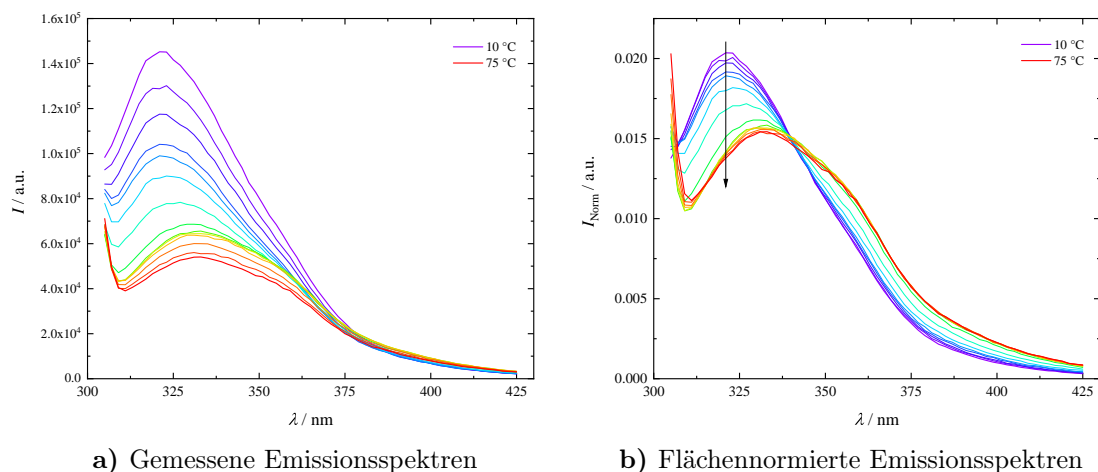 a)
b)
1.6x10⁵
1.4x10⁵
1.2x10⁵
1.0x10⁵
8.0x10⁴
6.0x10⁴
4.0x10⁴
2.0x10⁴
0.0
I / a.u.
10 °C
75 °C
300 325 350 375 400 425
λ / nm
0.020
0.015
0.010
0.005
0.000
I_Norm / a.u.
10 °C
75 °C
300 325 350 375 400 425
λ / nm
a) Gemessene Emissionsspektren
b) Flächennormierte Emissionsspektren